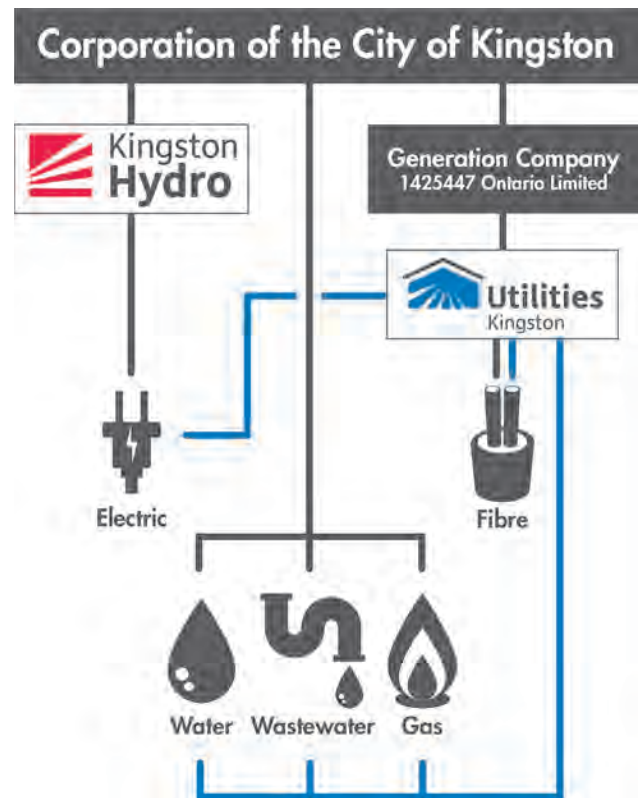 Corporation of the City of Kingston
Kingston
Hydro
Generation Company
1425447 Ontario Limited
Utilities
Kingston
Electric
Fibre
Water
Wastewater
Gas